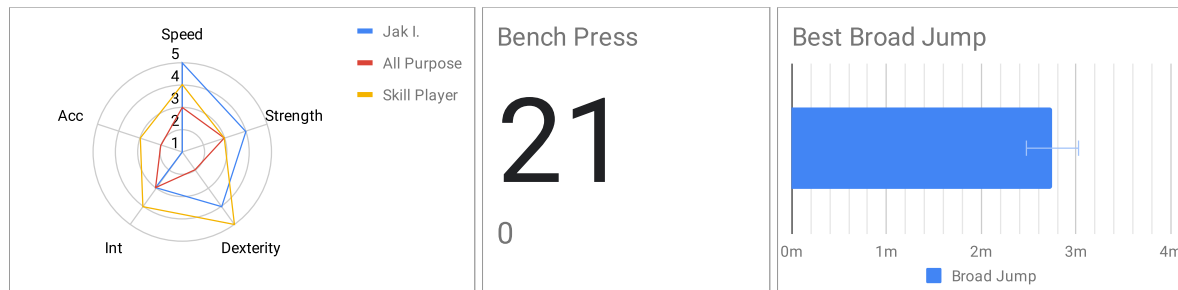 Speed
5
4
3
2
1
Acc
Strength
Int
Dexterity
Jak I.
All Purpose
Skill Player
Bench Press
21
0
Best Broad Jump
0m 1m 2m 3m
Broad Jump